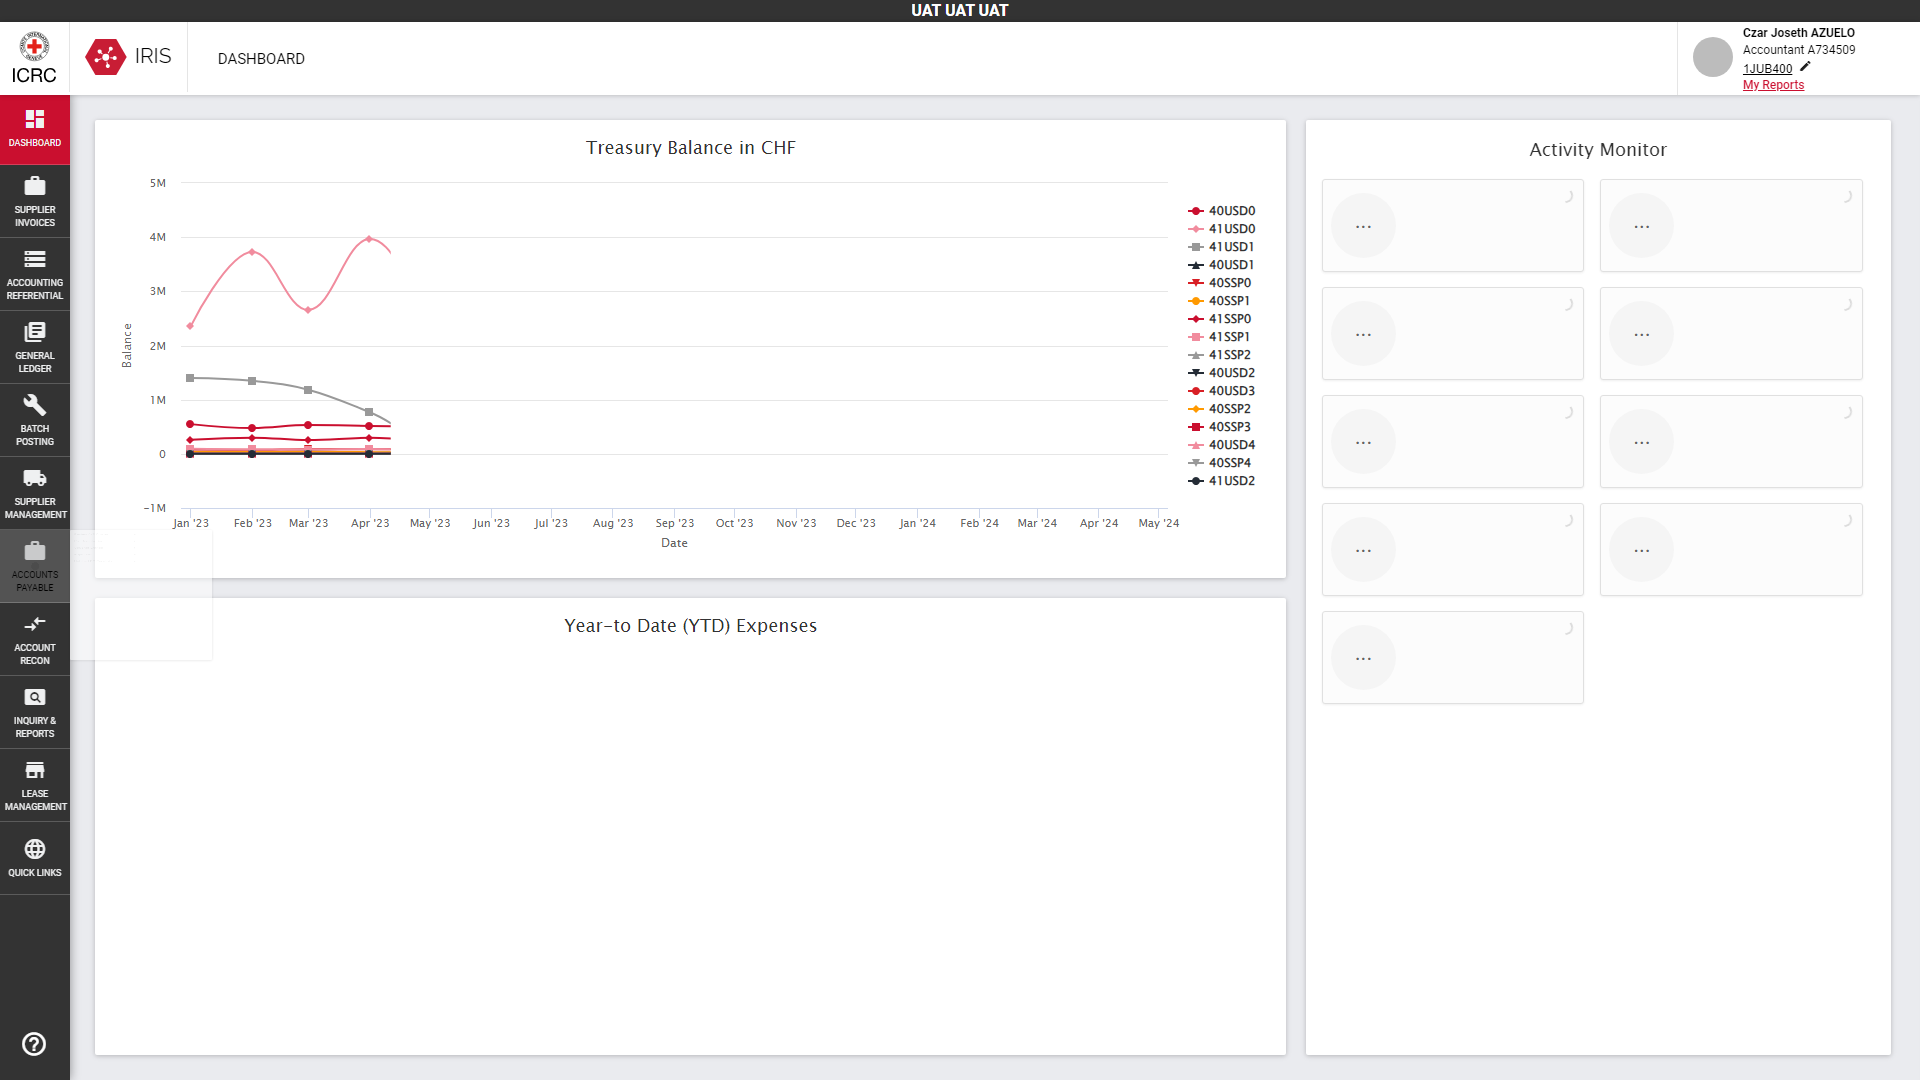 UAT UAT UAT
ICRC
IRIS
DASHBOARD
Czar Joseth AZUELO
Accountant A734509
1JUB400
My Reports
DASHBOARD
SUPPLIER
INVOICES
ACCOUNTING
REFERENTIAL
GENERAL
LEDGER
BATCH
POSTING
SUPPLIER
MANAGEMENT
ACCOUNTS
PAYABLE
ACCOUNT
RECON
INQUIRY &
REPORTS
LEASE
MANAGEMENT
QUICK LINKS
Treasury Balance in CHF
5M
4M
3M
2M
1M
0
-1M
Balance
Jan '23 Feb '23 Mar '23 Apr '23 May '23 Jun '23 Jul '23 Aug '23 Sep '23 Oct '23 Nov '23 Dec '23 Jan '24 Feb '24 Mar '24 Apr '24 May '24
Date
40USD0
41USD0
41USD1
40USD1
40SSP0
40SSP1
41SSP0
41SSP1
41SSP2
40USD2
40USD3
40SSP2
40SSP3
40USD4
40SSP4
41USD2
Year-to Date (YTD) Expenses
Activity Monitor
... ...
... ...
... ...
... ...
...